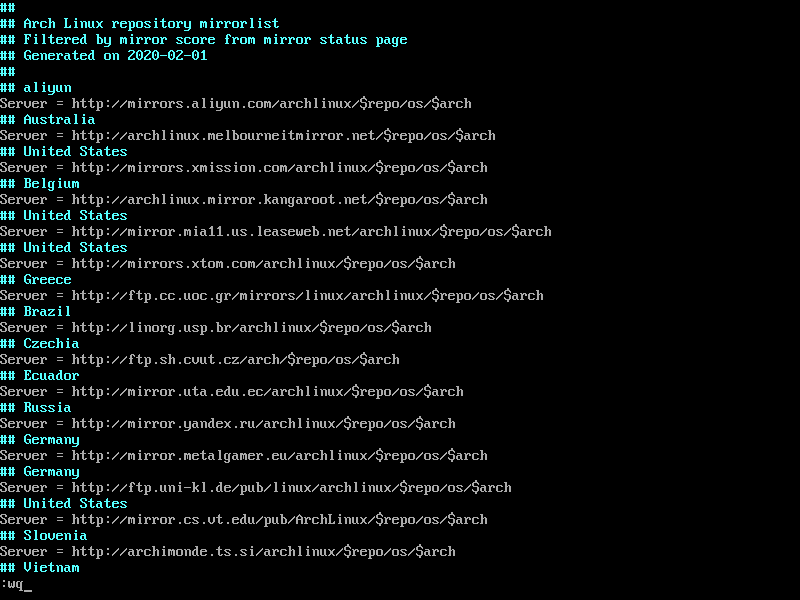 ##
## Arch Linux repository mirrorlist
## Filtered by mirror score from mirror status page
## Generated on 2020-02-01
##
## aliyun
Server = http://mirrors.aliyun.com/archlinux/$repo/os/$arch
## Australia
Server = http://archlinux.melbourneitmirror.net/$repo/os/$arch
## United States
Server = http://mirrors.xmission.com/archlinux/$repo/os/$arch
## Belgium
Server = http://archlinux.mirror.kangaroot.net/$repo/os/$arch
## United States
Server = http://mirror.mia11.us.leaseweb.net/archlinux/$repo/os/$arch
## United States
Server = http://mirrors.xtom.com/archlinux/$repo/os/$arch
## Greece
Server = http://ftp.cc.uoc.gr/mirrors/linux/archlinux/$repo/os/$arch
## Brazil
Server = http://linorg.usp.br/archlinux/$repo/os/$arch
## Czechia
Server = http://ftp.sh.cvut.cz/arch/$repo/os/$arch
## Ecuador
Server = http://mirror.uta.edu.ec/archlinux/$repo/os/$arch
## Russia
Server = http://mirror.yandex.ru/archlinux/$repo/os/$arch
## Germany
Server = http://mirror.metalgamer.eu/archlinux/$repo/os/$arch
## Germany
Server = http://ftp.uni-kl.de/pub/linux/archlinux/$repo/os/$arch
## United States
Server = http://mirror.cs.vt.edu/pub/ArchLinux/$repo/os/$arch
## Slovenia
Server = http://archimonde.ts.si/archlinux/$repo/os/$arch
## Vietnam
:wq_